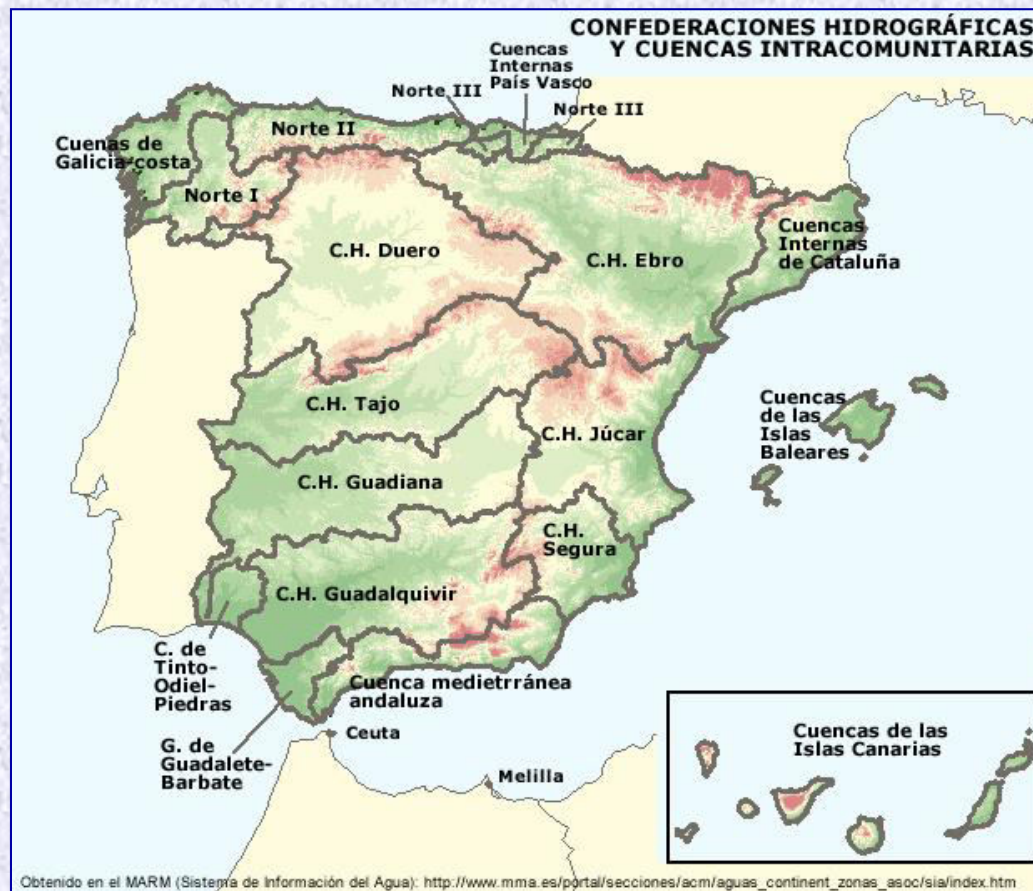 CONFEDERACIONES HIDROGRÁFICAS
Y CUENCAS INTRACOMUNITARIAS
Cuencas
Internas
País Vasco
Norte III
Norte III
Norte II
Cuenas de
Galicia-costa
Norte I
C.H. Duero
C.H. Ebro
Cuencas
Internas
de Cataluña
C.H. Tajo
Cuencas
de las
Islas
Baleares
C.H. Júcar
C.H. Guadiana
C.H.
Segura
C.H. Guadalquivir
C. de
Tinto-
Odiel-
Piedras
Cuenca medietrránea
andaluza
G. de
Guadalete-
Barbate
Ceuta
Melilla
Cuencas de las
Islas Canarias
Obtenido en el MARM (Sistema de Información del Agua): http://www.mma.es/portal/secciones/acm/aguas_continent_zonas_asoc/sia/index.htm